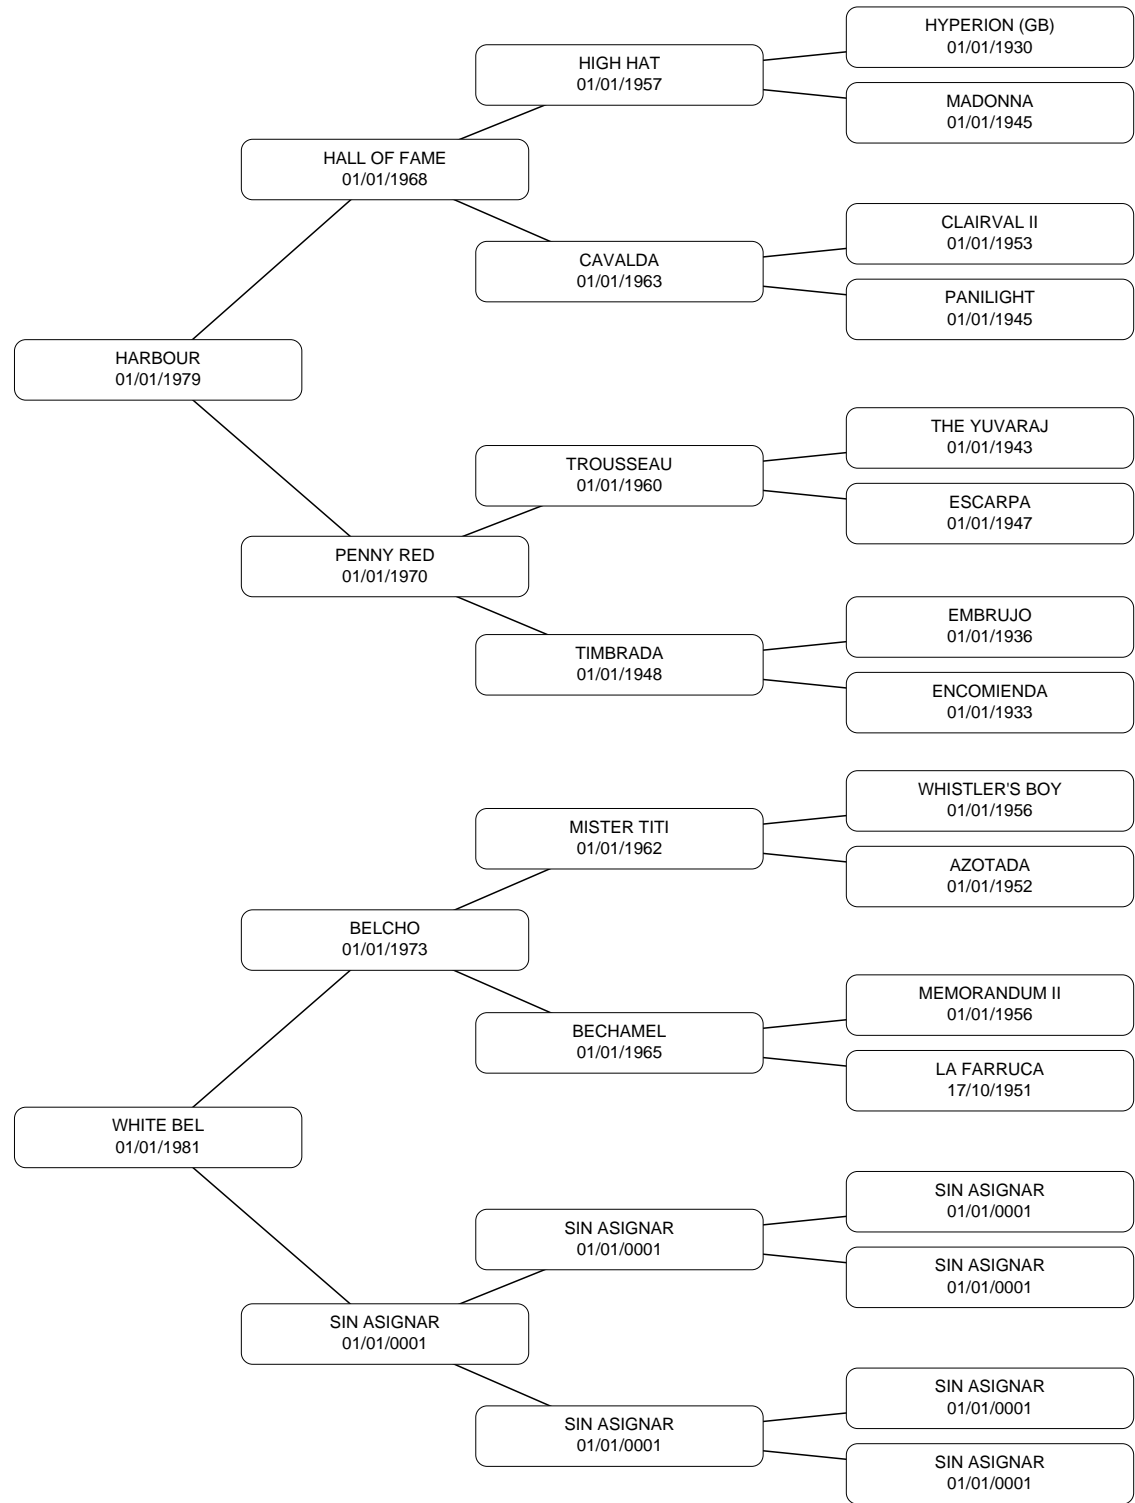 HYPERION (GB)
01/01/1930
HIGH HAT
01/01/1957
MADONNA
01/01/1945
HALL OF FAME
01/01/1968
CLAIRVAL II
01/01/1953
CAVALDA
01/01/1963
PANILIGHT
01/01/1945
HARBOUR
01/01/1979
THE YUVARAJ
01/01/1943
TROUSSEAU
01/01/1960
ESCARPA
01/01/1947
PENNY RED
01/01/1970
EMBRUJO
01/01/1936
TIMBRADA
01/01/1948
ENCOMIENDA
01/01/1933
WHISTLER'S BOY
01/01/1956
MISTER TITI
01/01/1962
AZOTADA
01/01/1952
BELCHO
01/01/1973
MEMORANDUM II
01/01/1956
BECHAMEL
01/01/1965
LA FARRUCA
17/10/1951
WHITE BEL
01/01/1981
SIN ASIGNAR
01/01/0001
SIN ASIGNAR
01/01/0001
SIN ASIGNAR
01/01/0001
SIN ASIGNAR
01/01/0001
SIN ASIGNAR
01/01/0001
SIN ASIGNAR
01/01/0001
SIN ASIGNAR
01/01/0001